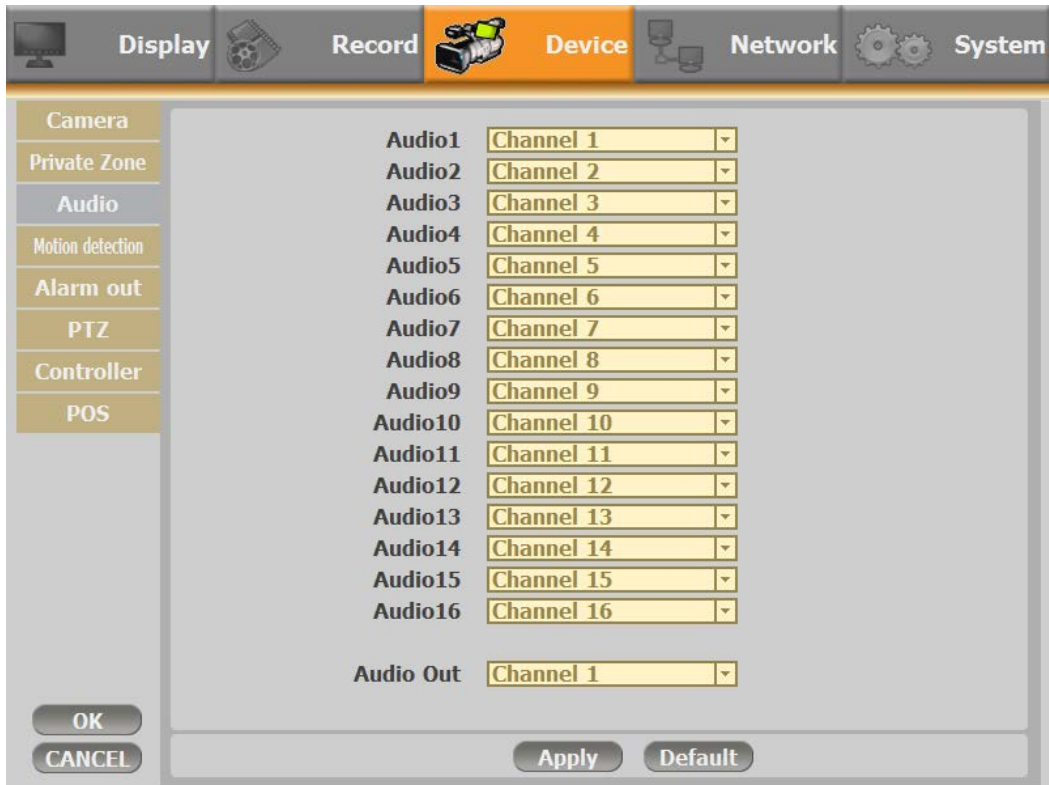 Display Record Device Network System
Camera
Private Zone
Audio
Motion detection
Alarm out
PTZ
Controller
POS
OK
CANCEL
Audio1 Channel 1
Audio2 Channel 2
Audio3 Channel 3
Audio4 Channel 4
Audio5 Channel 5
Audio6 Channel 6
Audio7 Channel 7
Audio8 Channel 8
Audio9 Channel 9
Audio10 Channel 10
Audio11 Channel 11
Audio12 Channel 12
Audio13 Channel 13
Audio14 Channel 14
Audio15 Channel 15
Audio16 Channel 16
Audio Out Channel 1
Apply Default